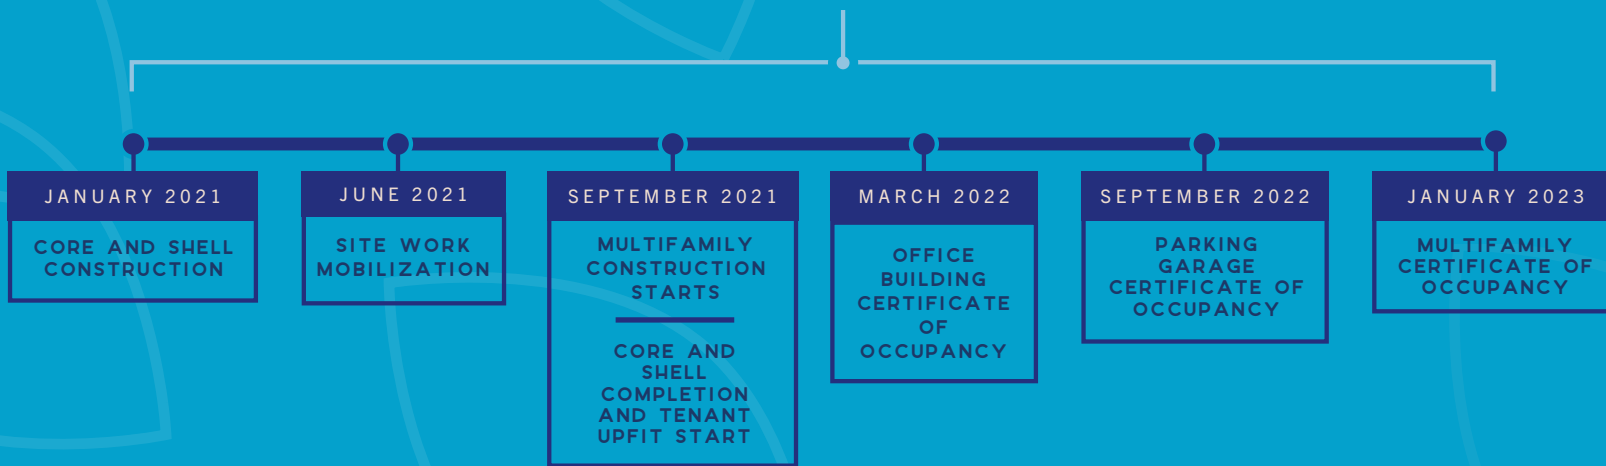 JANUARY 2021
CORE AND SHELL
CONSTRUCTION
JUNE 2021
SITE WORK
MOBILIZATION
SEPTEMBER 2021
MULTIFAMILY
CONSTRUCTION
STARTS
CORE AND
SHELL
COMPLETION
AND TENANT
UPFIT START
MARCH 2022
OFFICE
BUILDING
CERTIFICATE
OF
OCCUPANCY
SEPTEMBER 2022
PARKING
GARAGE
CERTIFICATE OF
OCCUPANCY
JANUARY 2023
MULTIFAMILY
CERTIFICATE OF
OCCUPANCY